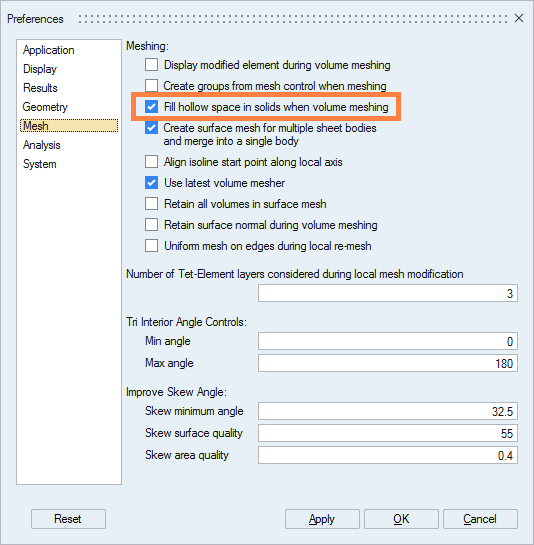 Preferences
Application
Display
Results
Geometry
Mesh
Analysis
System
Meshing:
Display modified element during volume meshing
Create groups from mesh control when meshing
Fill hollow space in solids when volume meshing
Create surface mesh for multiple sheet bodies
and merge into a single body
Align isoline start point along local axis
Use latest volume mesher
Retain all volumes in surface mesh
Retain surface normal during volume meshing
Uniform mesh on edges during local re-mesh
Number of Tet-Element layers considered during local mesh modification
3
Tri Interior Angle Controls:
Min angle 0
Max angle 180
Improve Skew Angle:
Skew minimum angle 32.5
Skew surface quality 55
Skew area quality 0.4
Reset Apply OK Cancel